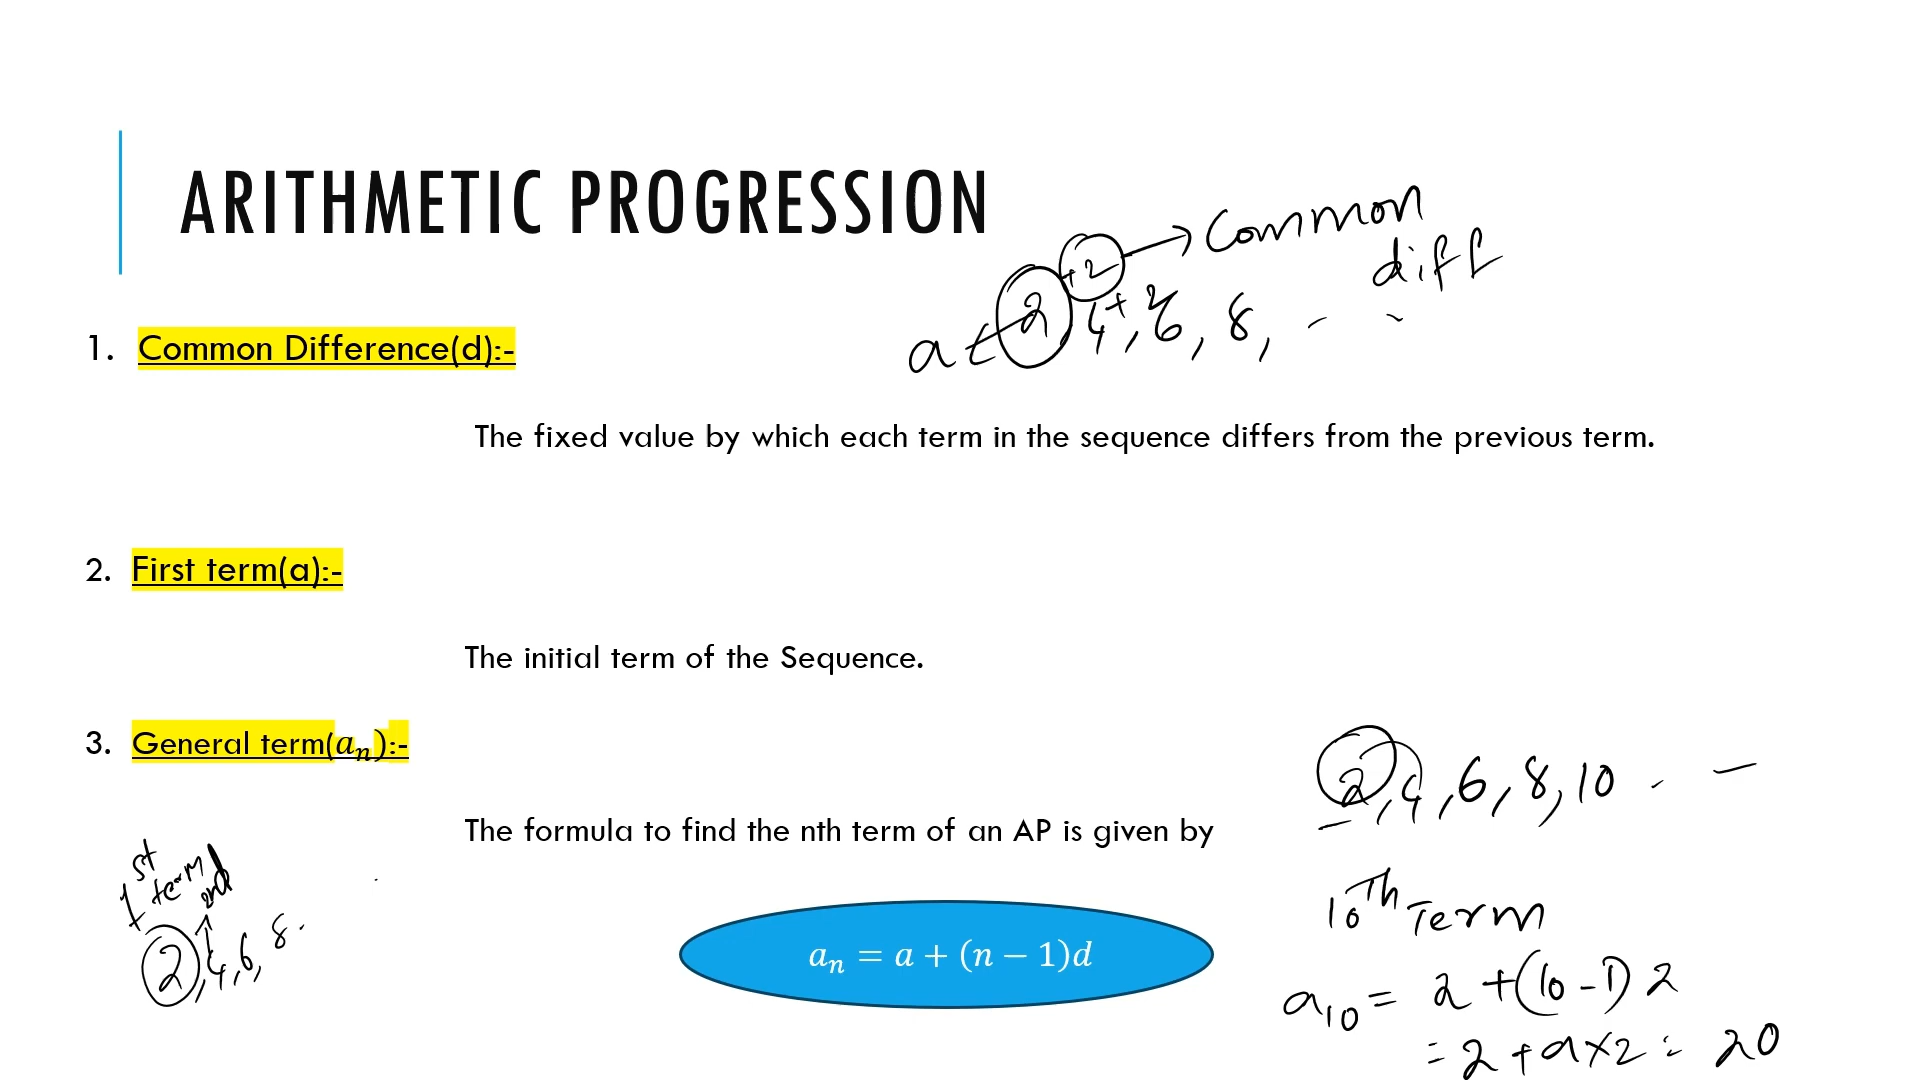 ARITHMETIC PROGRESSION
+2 → Common
diff
a ← 2, 4, 6, 8, - -
+2
1. Common Difference(d):-
The fixed value by which each term in the sequence differs from the previous term.
2. First term(a):-
The initial term of the Sequence.
3. General term(aₙ):-
The formula to find the nth term of an AP is given by
aₙ = a + (n − 1)d
1st term 2nd
2, 4, 6, 8.
2, 4, 6, 8, 10 - -
10Th Term
a10 = 2 + (10 - 1) 2
= 2 + 9 x 2 = 20